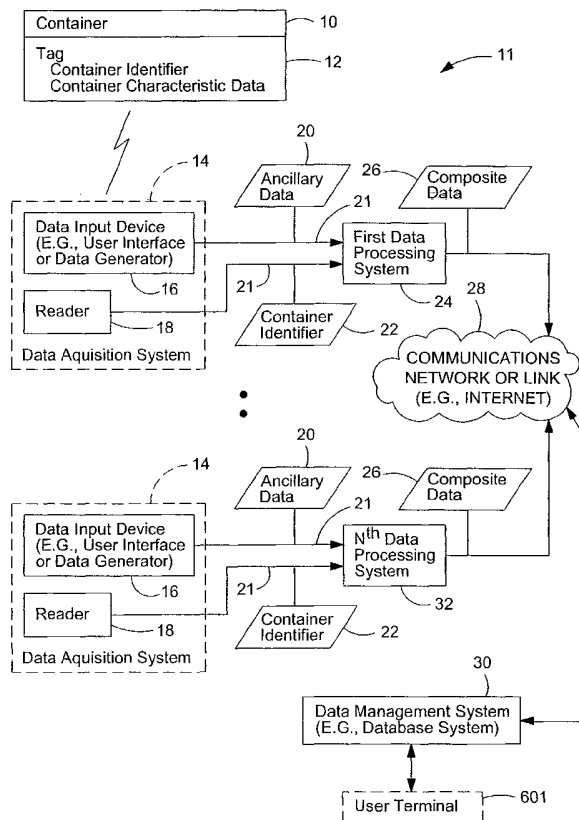 Container
10
Tag
Container Identifier
Container Characteristic Data
12
11
14
20
Ancillary
Data
26
Composite
Data
21
Data Input Device
(E.G., User Interface
or Data Generator)
16
First Data
Processing
System
24
28
21
Reader
18
Container
Identifier
22
Data Aquisition System
COMMUNICATIONS
NETWORK OR LINK
(E.G., INTERNET)
14
20
Ancillary
Data
26
Composite
Data
21
Data Input Device
(E.G., User Interface
or Data Generator)
16
Nth Data
Processing
System
32
21
Reader
18
Container
Identifier
22
Data Aquisition System
30
Data Management System
(E.G., Database System)
User Terminal
601